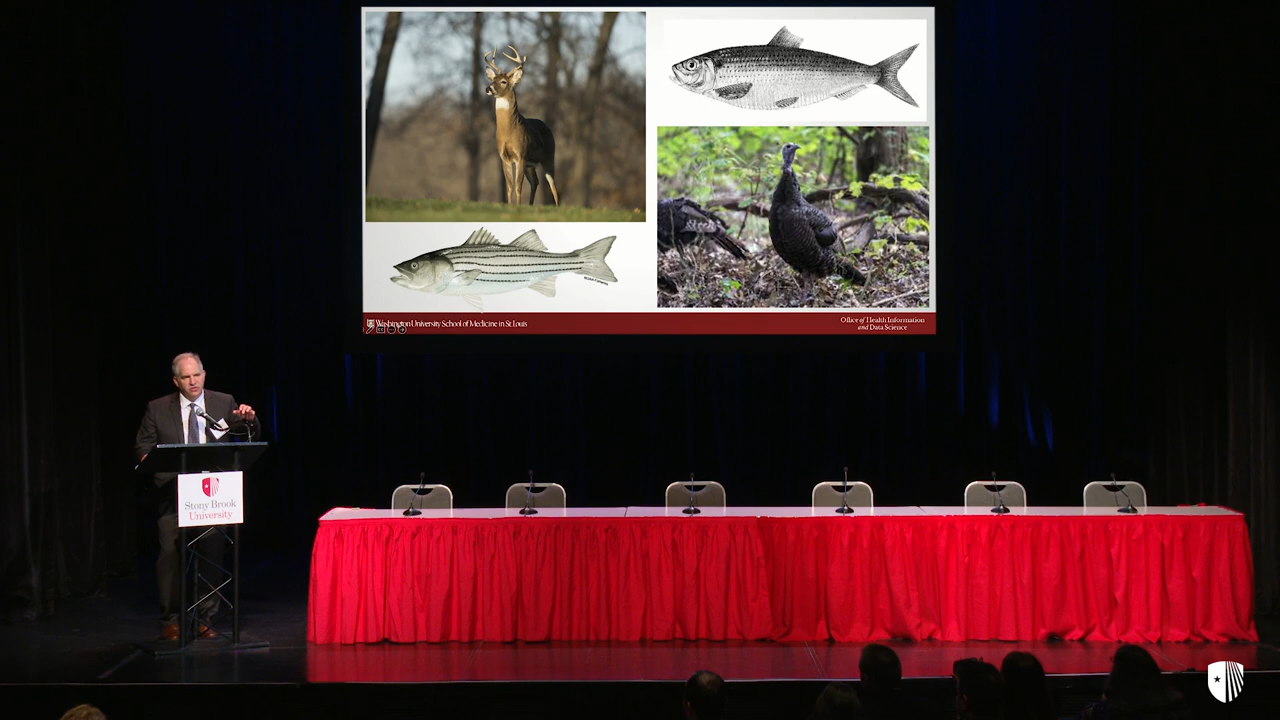 Washington University School of Medicine in St. Louis
Office of Health Information
and Data Science
Stony Brook
University